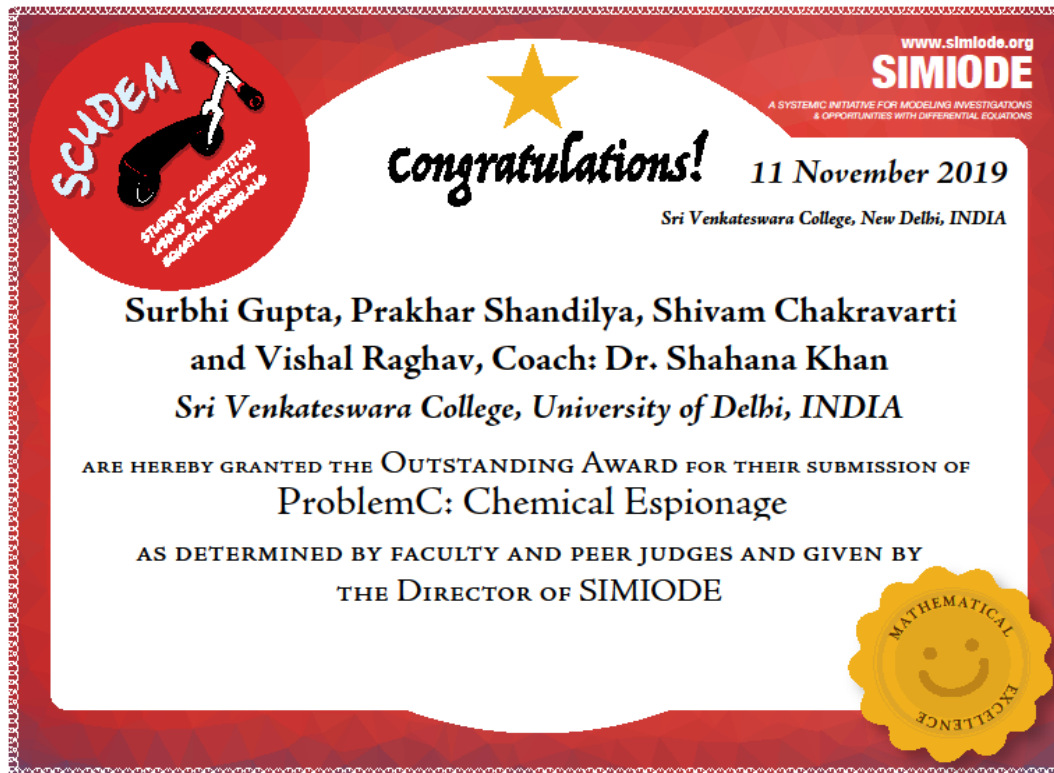 SCUDEM
STUDENT COMPETITION
USING DIFFERENTIAL
EQUATION MODELING
www.simiode.org
SIMIODE
A SYSTEMIC INITIATIVE FOR MODELING INVESTIGATIONS
& OPPORTUNITIES WITH DIFFERENTIAL EQUATIONS
Congratulations!
11 November 2019
Sri Venkateswara College, New Delhi, INDIA
Surbhi Gupta, Prakhar Shandilya, Shivam Chakravarti
and Vishal Raghav, Coach: Dr. Shahana Khan
Sri Venkateswara College, University of Delhi, INDIA
ARE HEREBY GRANTED THE OUTSTANDING AWARD FOR THEIR SUBMISSION OF
ProblemC: Chemical Espionage
AS DETERMINED BY FACULTY AND PEER JUDGES AND GIVEN BY
THE DIRECTOR OF SIMIODE
MATHEMATICAL
EXCELLENCE